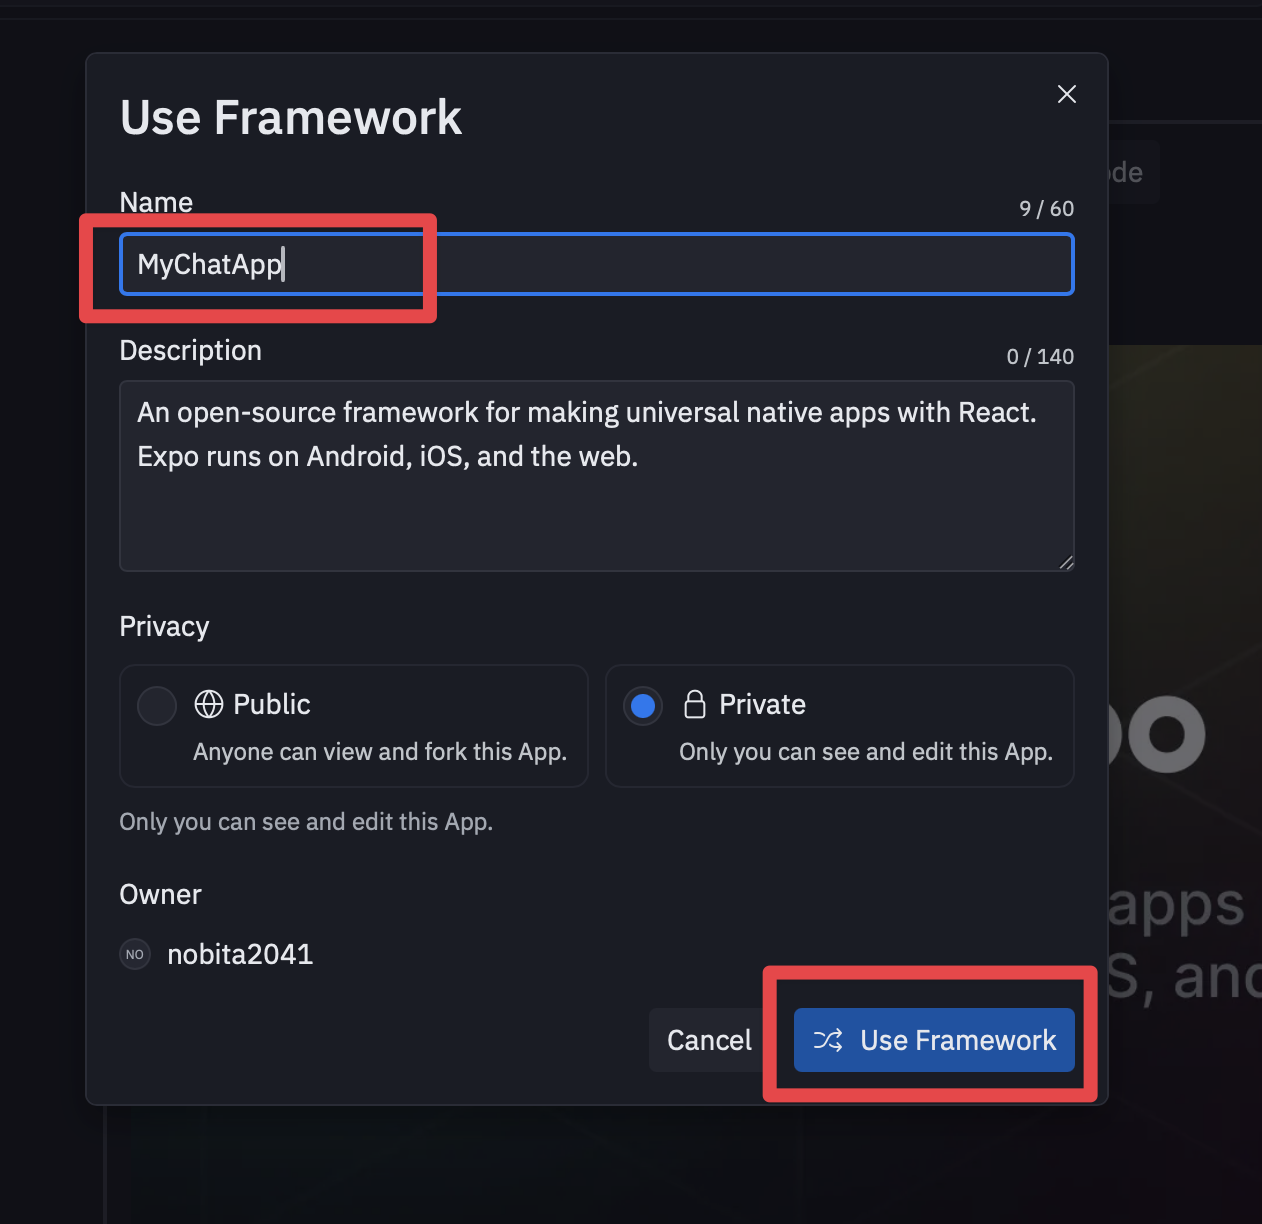 Use Framework
Name
9 / 60
MyChatApp
Description
0 / 140
An open-source framework for making universal native apps with React.
Expo runs on Android, iOS, and the web.
Privacy
Public
Anyone can view and fork this App.
Private
Only you can see and edit this App.
Only you can see and edit this App.
Owner
NO nobita2041
Cancel
Use Framework
apps